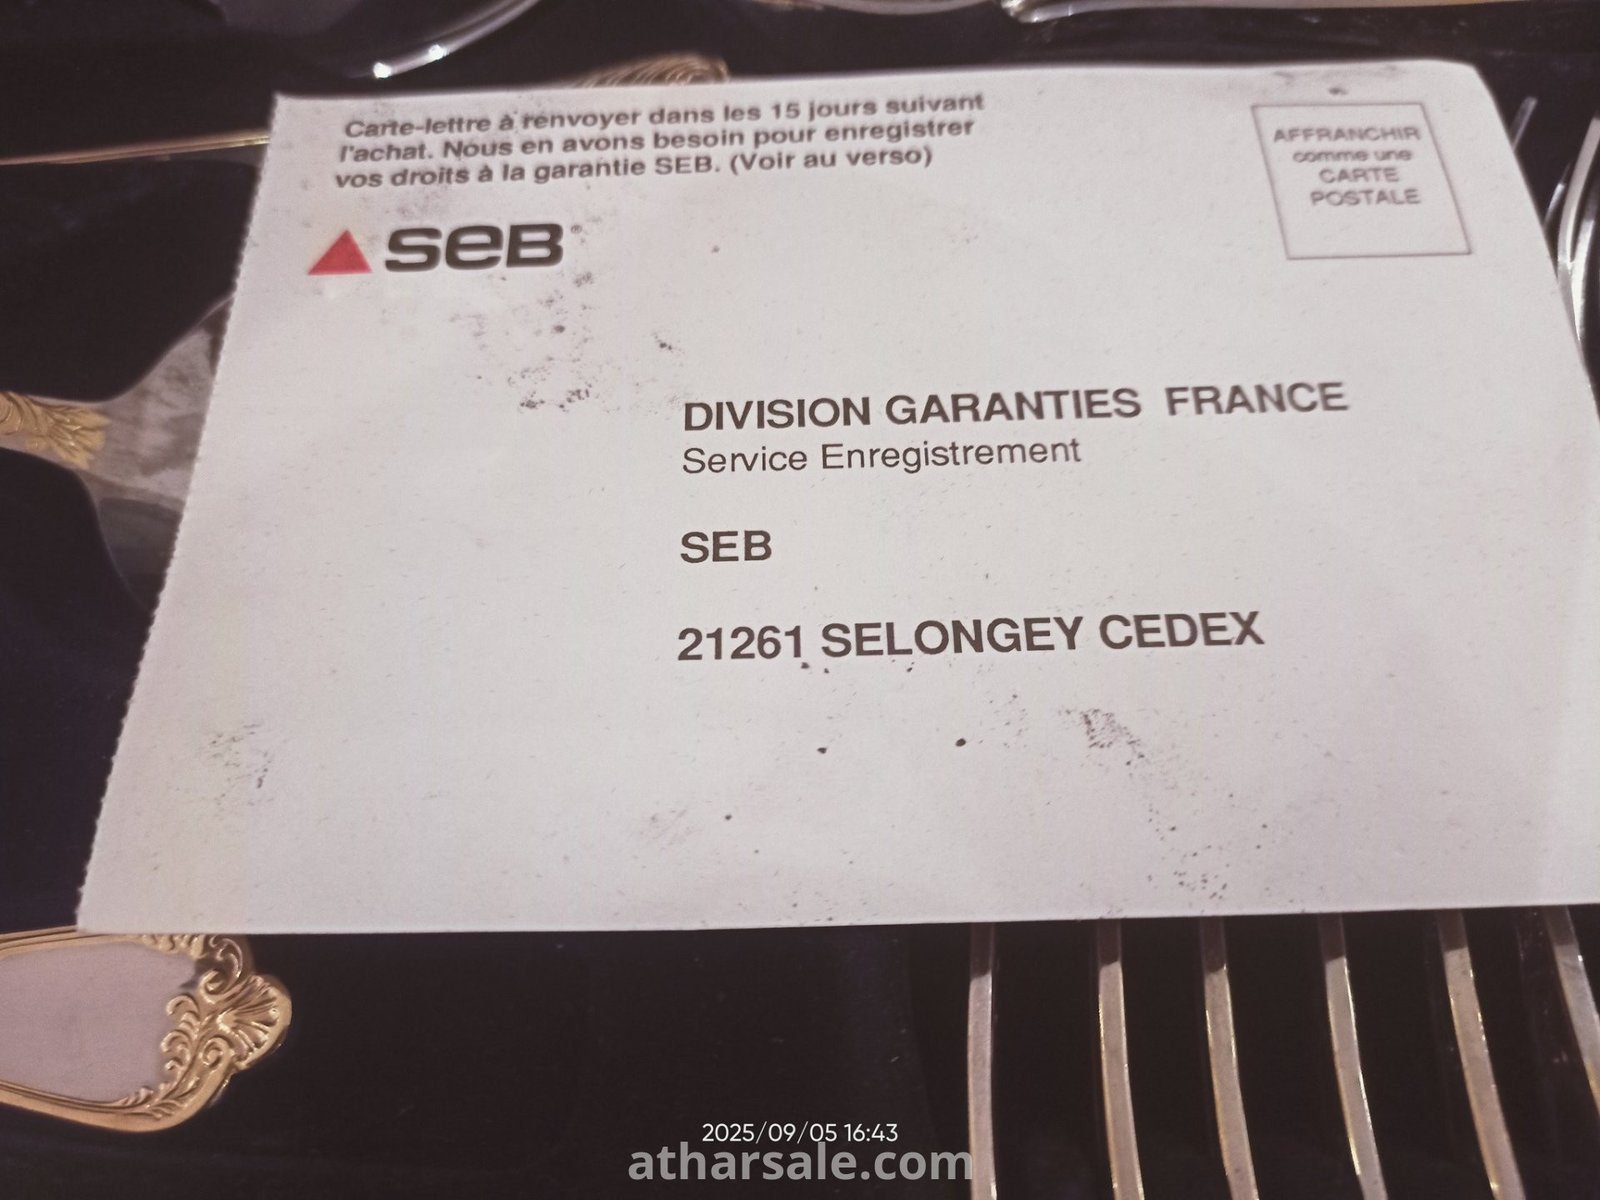 Carte-lettre à renvoyer dans les 15 jours suivant
l'achat. Nous en avons besoin pour enregistrer
vos droits à la garantie SEB. (Voir au verso)
AFFRANCHIR
comme une
CARTE
POSTALE
SEB®
DIVISION GARANTIES FRANCE
Service Enregistrement
SEB
21261 SELONGEY CEDEX
2025/09/05 16:43
atharsale.com